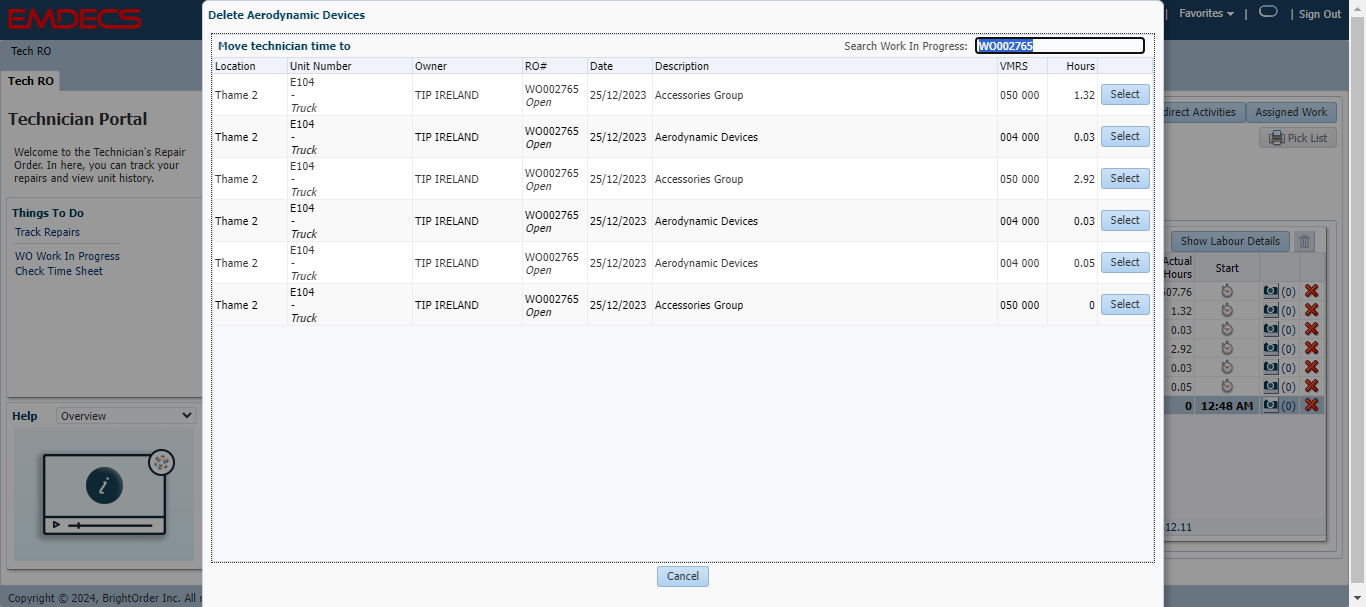 EMDECS
Favorites | Sign Out
Tech RO
Tech RO
Technician Portal
Welcome to the Technician's Repair
Order. In here, you can track your
repairs and view unit history.
Things To Do
Track Repairs
WO Work In Progress
Check Time Sheet
Help Overview
Copyright © 2024, BrightOrder Inc. All
Delete Aerodynamic Devices
Move technician time to Search Work In Progress: WO002765
Location Unit Number Owner RO# Date Description VMRS Hours
Thame 2 E104 - Truck TIP IRELAND WO002765 Open 25/12/2023 Accessories Group 050 000 1.32 Select
Thame 2 E104 - Truck TIP IRELAND WO002765 Open 25/12/2023 Aerodynamic Devices 004 000 0.03 Select
Thame 2 E104 - Truck TIP IRELAND WO002765 Open 25/12/2023 Accessories Group 050 000 2.92 Select
Thame 2 E104 - Truck TIP IRELAND WO002765 Open 25/12/2023 Aerodynamic Devices 004 000 0.03 Select
Thame 2 E104 - Truck TIP IRELAND WO002765 Open 25/12/2023 Aerodynamic Devices 004 000 0.05 Select
Thame 2 E104 - Truck TIP IRELAND WO002765 Open 25/12/2023 Accessories Group 050 000 0 Select
Cancel
direct Activities Assigned Work
Pick List
Show Labour Details
Actual
Hours Start
07.76 (0)
1.32 (0)
0.03 (0)
2.92 (0)
0.03 (0)
0.05 (0)
0 12:48 AM (0)
12.11